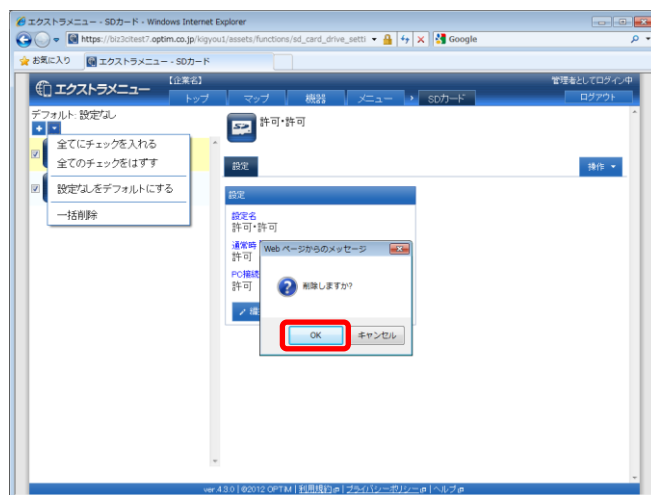 エクストラメニュー - SDカード - Windows Internet Explorer
https://biz3citest7.optim.co.jp/kigyou1/assets/functions/sd_card_drive_setti
Google
お気に入り
エクストラメニュー - SDカード
エクストラメニュー
【企業名】
管理者としてログイン中
トップ
マップ
機器
メニュー
SDカード
ログアウト
デフォルト: 設定なし
全てにチェックを入れる
全てのチェックをはずす
設定なしをデフォルトにする
一括削除
許可・許可
設定
操作
設定
設定名
許可・許可
通常時
許可
PC接続
許可
Web ページからのメッセージ
削除しますか?
OK
キャンセル
ver.4.3.0 | ©2012 OPTiM | 利用規約 | プライバシーポリシー | ヘルプ